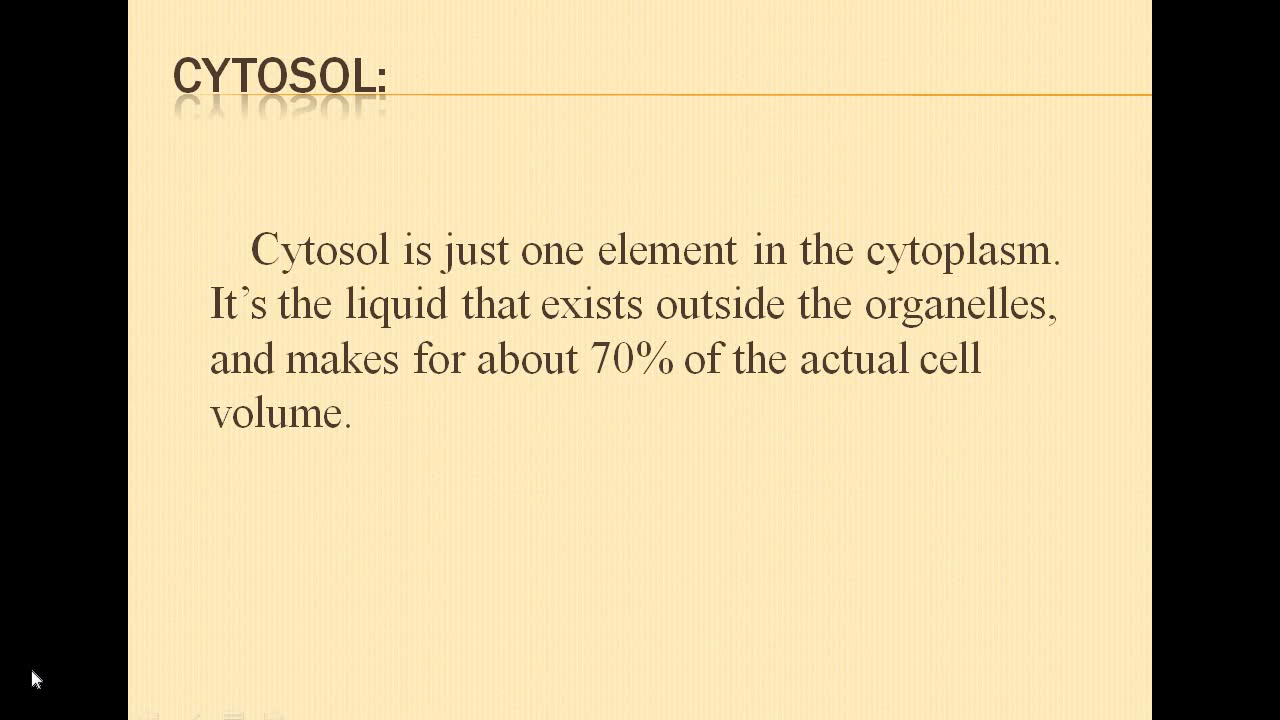 CYTOSOL:
Cytosol is just one element in the cytoplasm.
It’s the liquid that exists outside the organelles,
and makes for about 70% of the actual cell
volume.